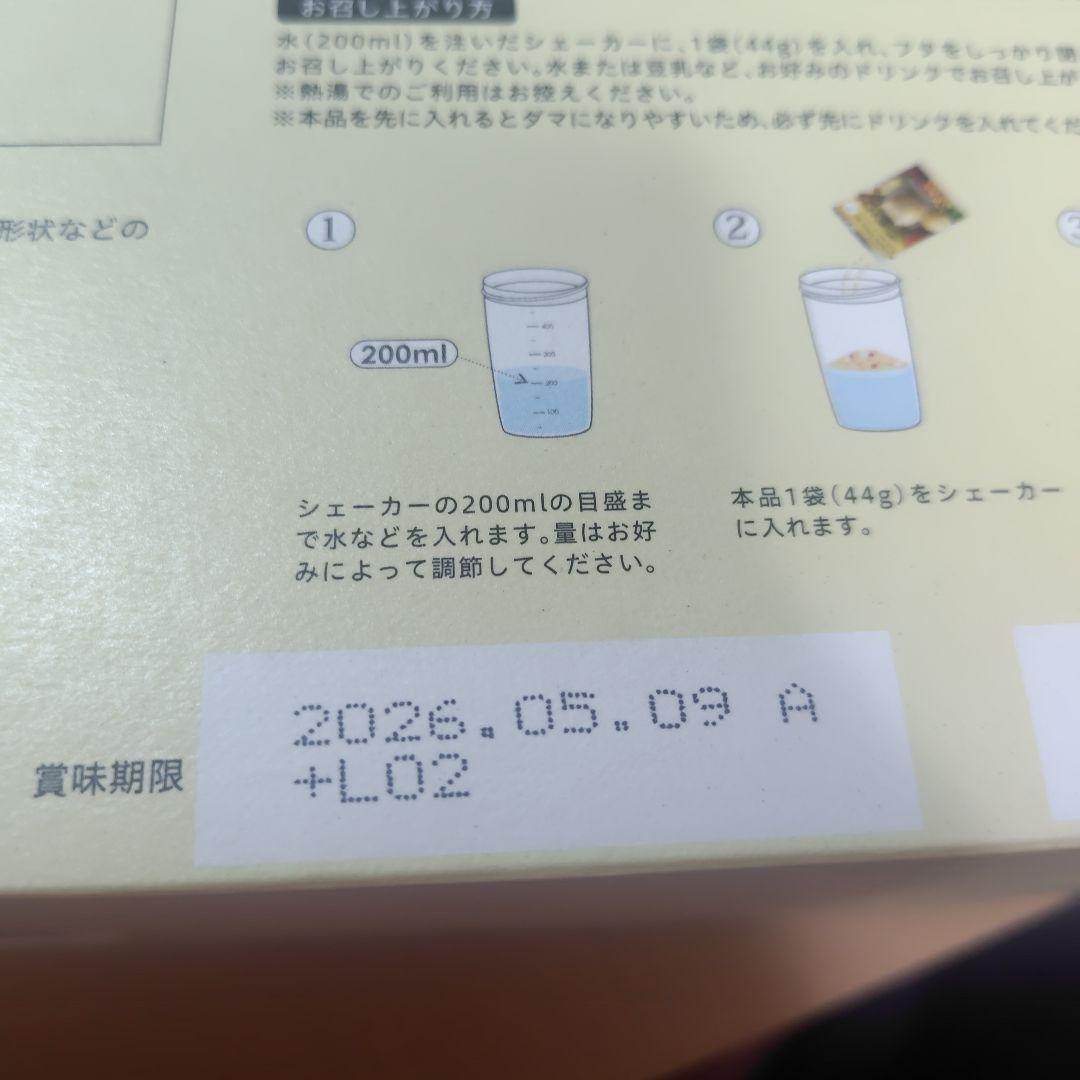 お召し上がり方
水(200ml)を注いだシェーカーに、1袋(44g)を入れ、フタをしっかり閉
お召し上がりください。水または豆乳など、お好みのドリンクでお召し上が
※熱湯でのご利用はお控えください。
※本品を先に入れるとダマになりやすいため、必ず先にドリンクを入れてくだ
形状などの
① ② ③
400
300
200ml
200
100
シェーカーの200mlの目盛ま
で水などを入れます。量はお好
みによって調節してください。
本品1袋(44g)をシェーカー
に入れます。
賞味期限
2026.05.09 A
+L02